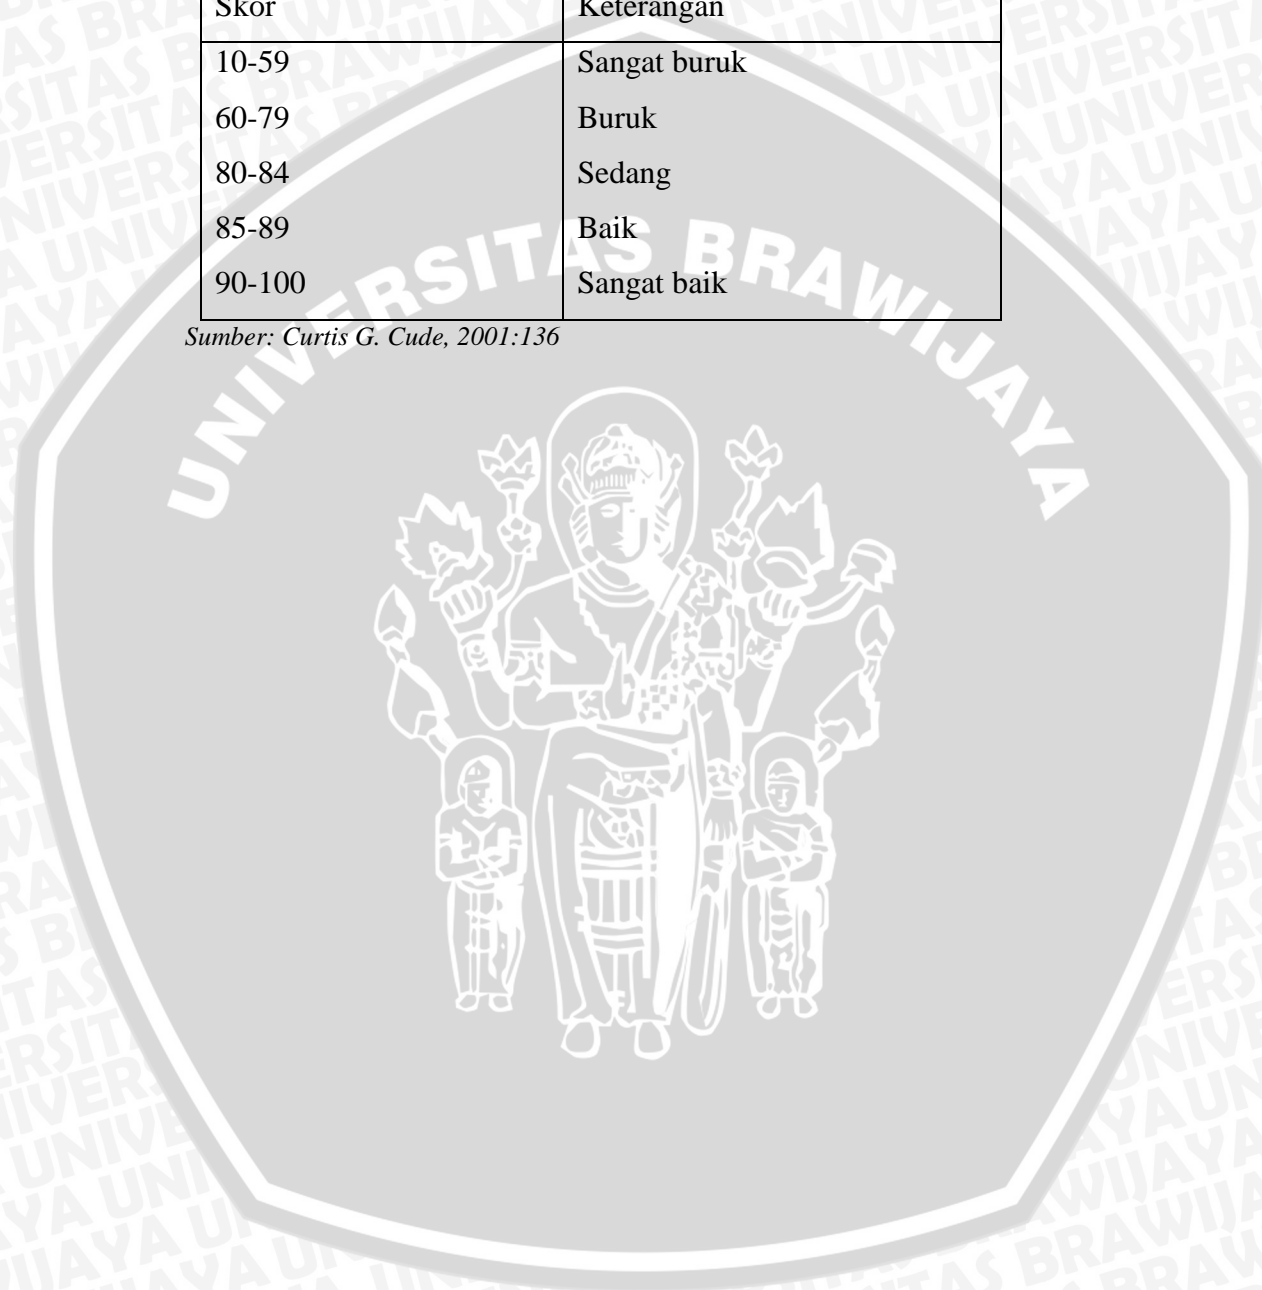 Skor Keterangan
10-59 Sangat buruk
60-79 Buruk
80-84 Sedang
85-89 Baik
90-100 Sangat baik
Sumber: Curtis G. Cude, 2001:136
UNIVERSITAS BRAWIJAYA